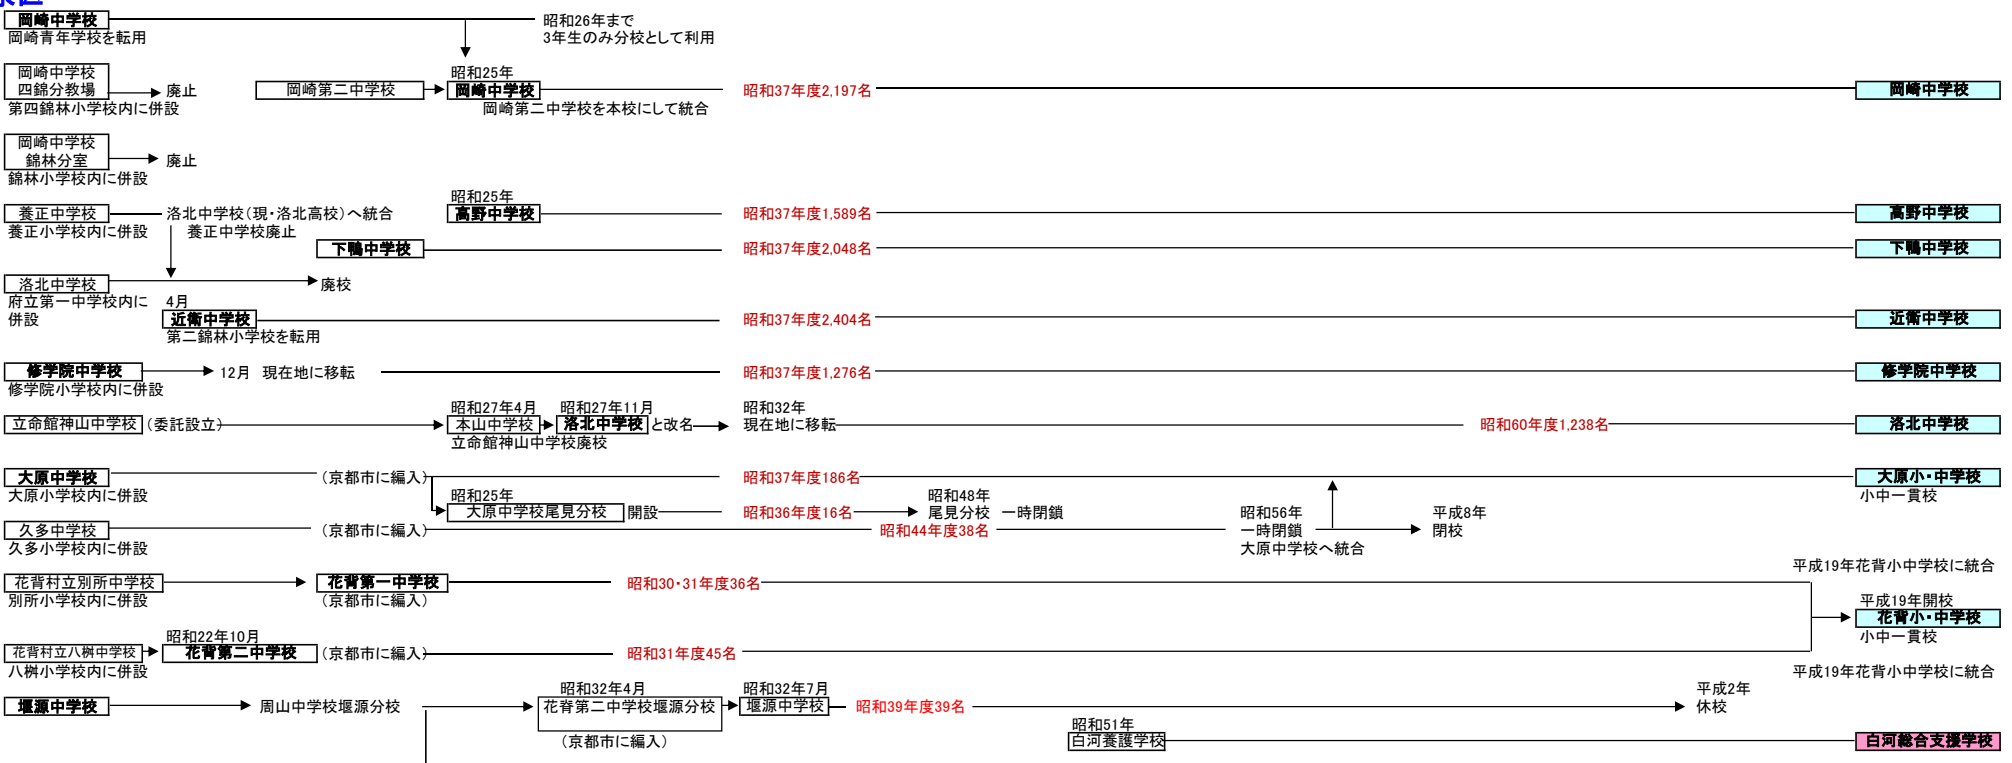 岡崎中学校
昭和26年まで
岡崎青年学校を転用
3年生のみ分校として利用
岡崎中学校
四錦分教場
廃止
第四錦林小学校内に併設
岡崎第二中学校
昭和25年
岡崎中学校
岡崎第二中学校を本校にして統合
昭和37年度2,197名
岡崎中学校
岡崎中学校
錦林分室
廃止
錦林小学校内に併設
養正中学校
洛北中学校(現・洛北高校)へ統合
養正小学校内に併設
養正中学校廃止
昭和25年
高野中学校
昭和37年度1,589名
高野中学校
下鴨中学校
昭和37年度2,048名
下鴨中学校
洛北中学校
廃校
府立第一中学校内に
併設
4月
近衛中学校
第二錦林小学校を転用
昭和37年度2,404名
近衛中学校
修学院中学校
12月 現在地に移転
修学院小学校内に併設
昭和37年度1,276名
修学院中学校
立命館神山中学校
(委託設立)
昭和27年4月
本山中学校
立命館神山中学校廃校
昭和27年11月
洛北中学校
と改名
昭和32年
現在地に移転
昭和60年度1,238名
洛北中学校
大原中学校
大原小学校内に併設
(京都市に編入)
昭和37年度186名
大原小・中学校
小中一貫校
昭和25年
大原中学校尾見分校
開設
昭和36年度16名
昭和48年
尾見分校 一時閉鎖
久多中学校
久多小学校内に併設
(京都市に編入)
昭和44年度38名
昭和56年
一時閉鎖
大原中学校へ統合
平成8年
閉校
花背村立別所中学校
別所小学校内に併設
花背第一中学校
(京都市に編入)
昭和30・31年度36名
平成19年花背小中学校に統合
平成19年開校
花背小・中学校
小中一貫校
花背村立八桝中学校
八桝小学校内に併設
昭和22年10月
花背第二中学校
(京都市に編入)
昭和31年度45名
平成19年花背小中学校に統合
堰源中学校
周山中学校堰源分校
昭和32年4月
花背第二中学校堰源分校
(京都市に編入)
昭和32年7月
堰源中学校
昭和39年度39名
平成2年
休校
昭和51年
白河養護学校
白河総合支援学校